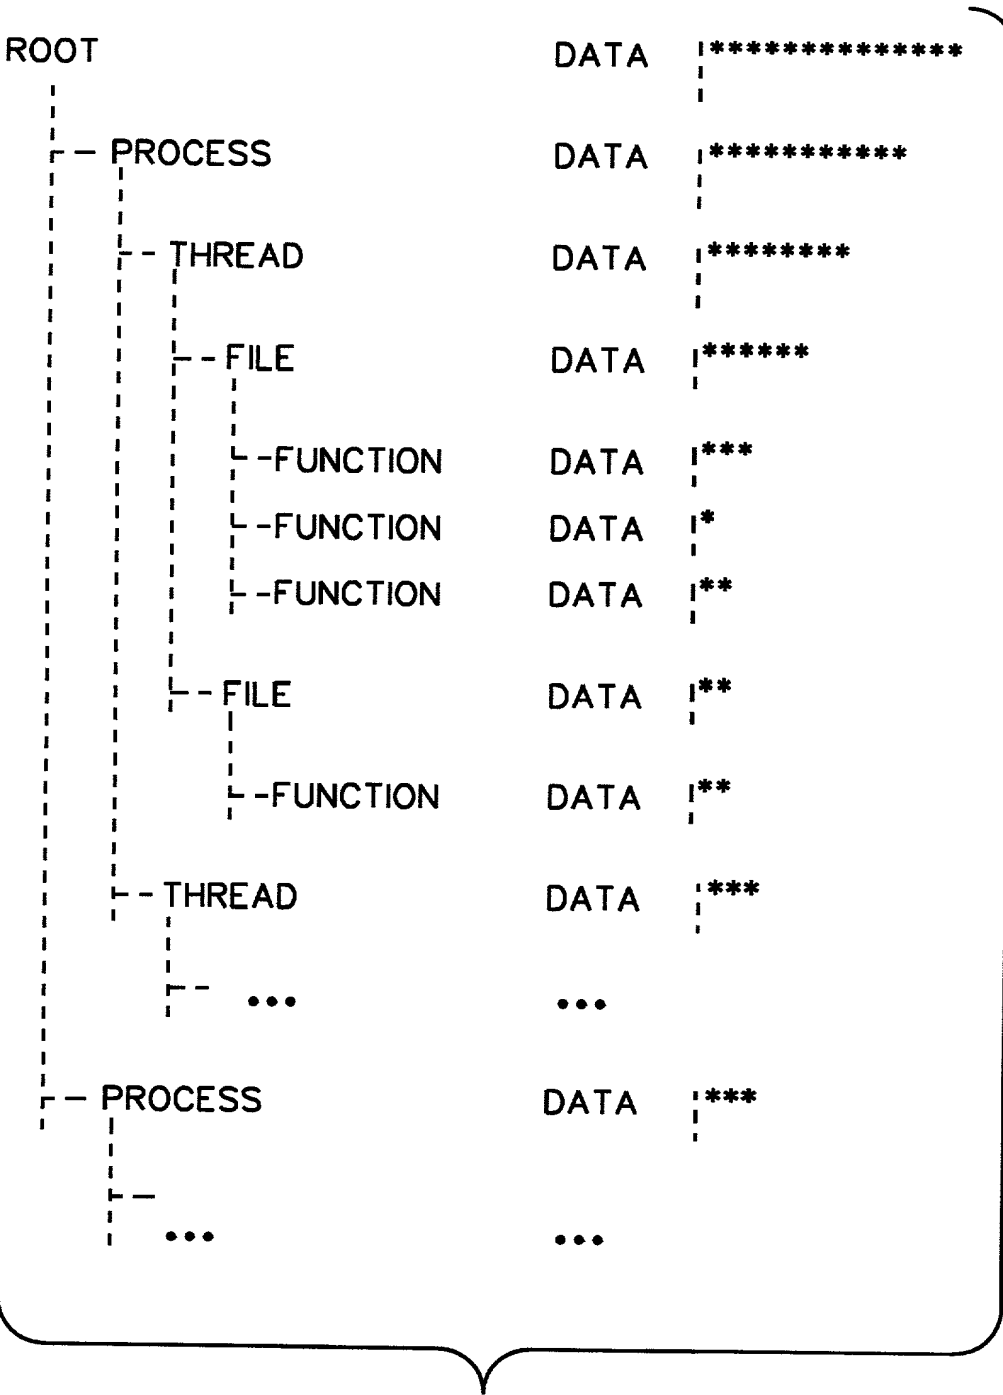 ROOT DATA **************
PROCESS DATA ***********
THREAD DATA ********
FILE DATA ******
FUNCTION DATA ***
FUNCTION DATA *
FUNCTION DATA **
FILE DATA **
FUNCTION DATA **
THREAD DATA ***
••• •••
PROCESS DATA ***
••• •••